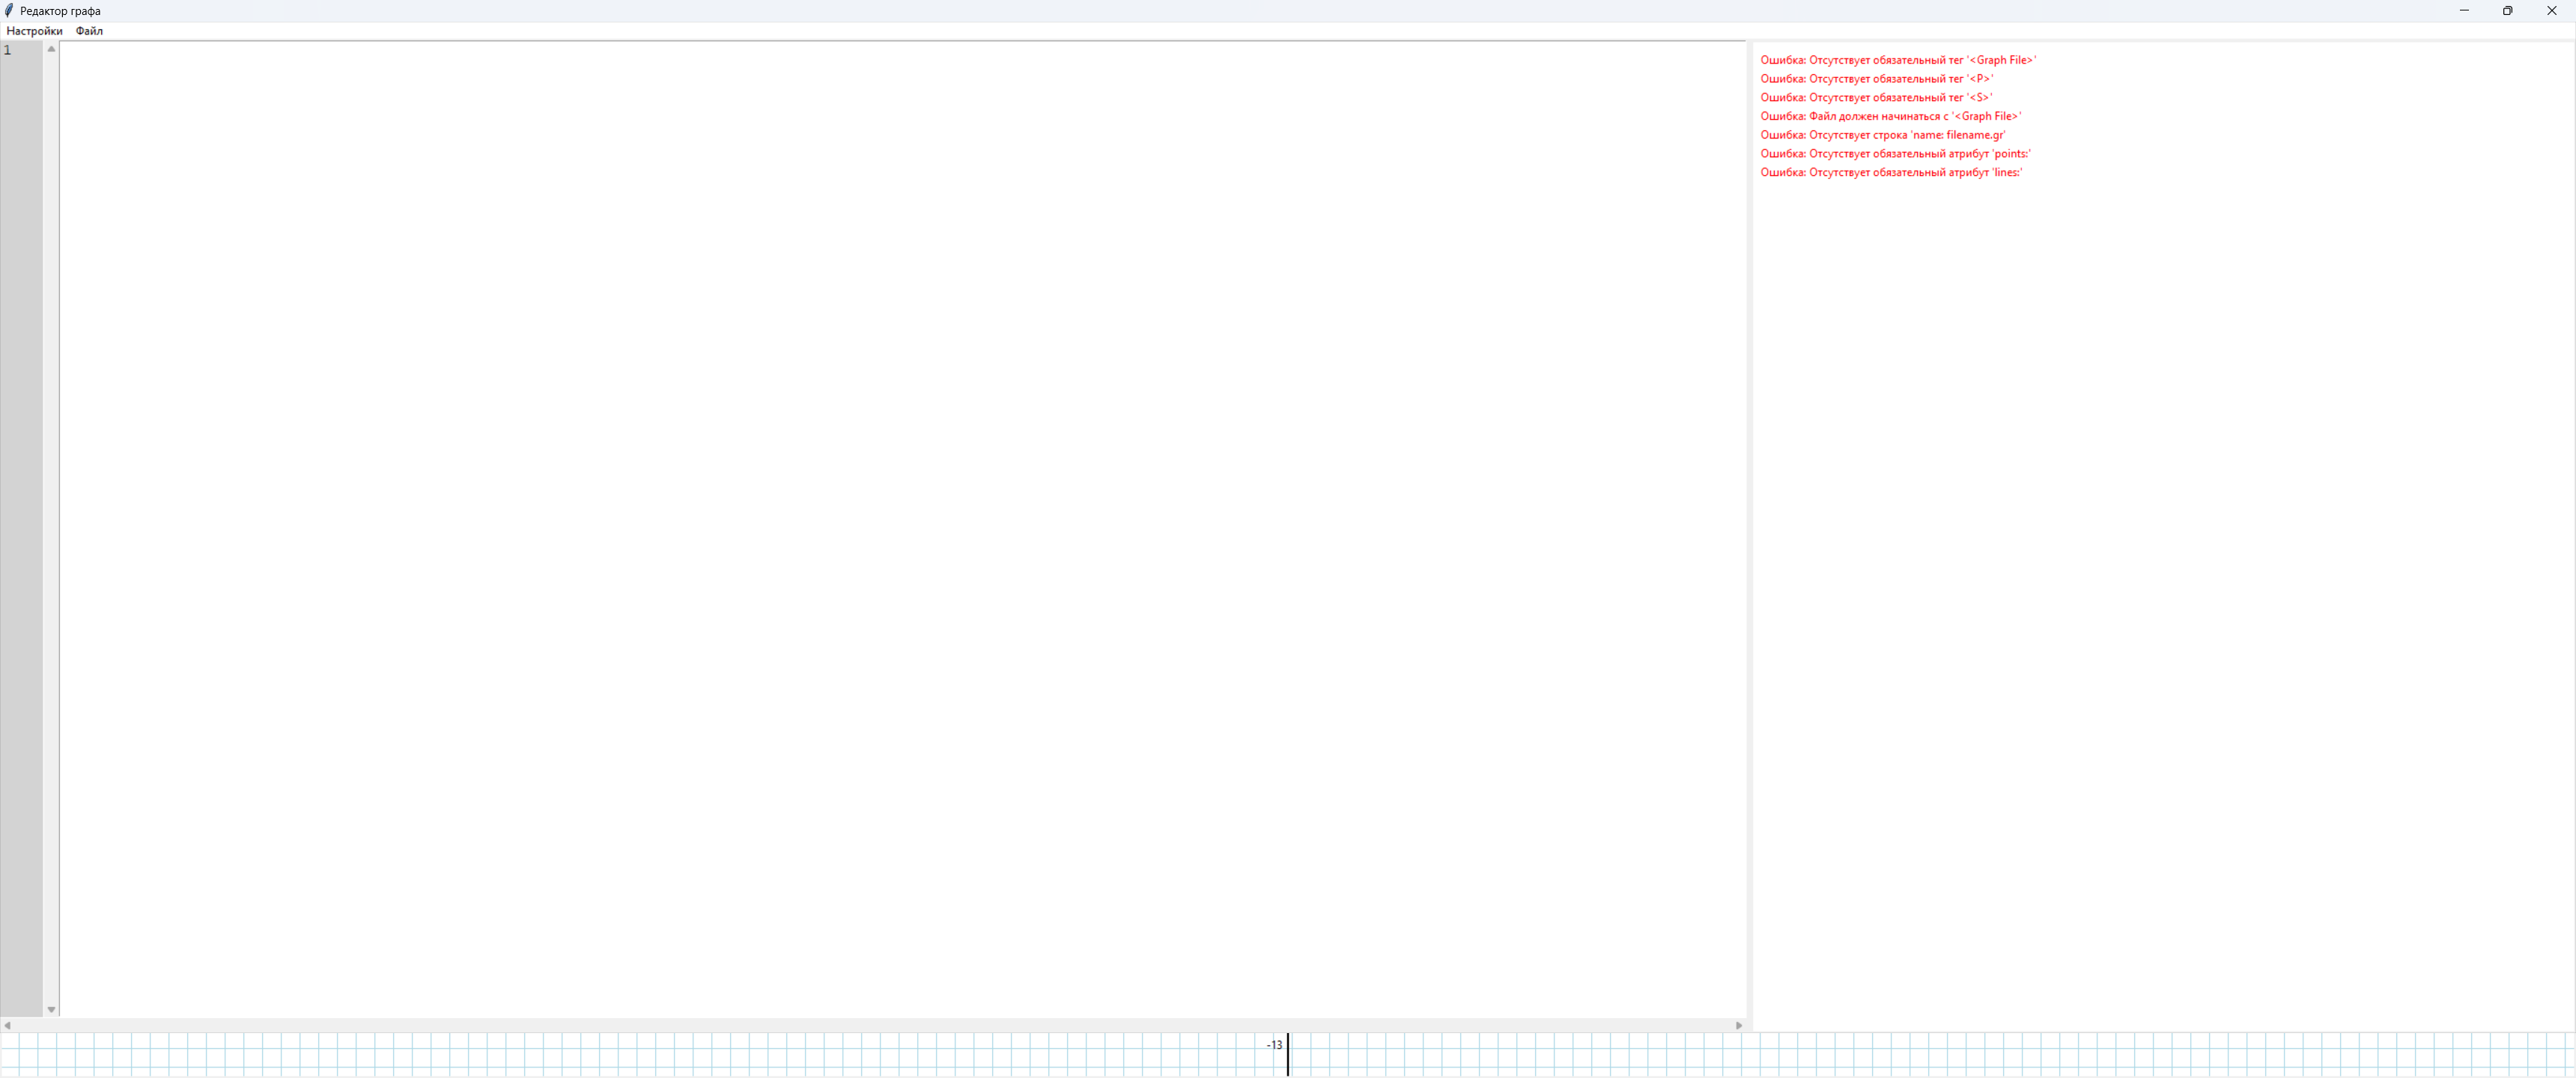 Редактор графа
Настройки Файл
1
Ошибка: Отсутствует обязательный тег '<Graph File>'
Ошибка: Отсутствует обязательный тег '<P>'
Ошибка: Отсутствует обязательный тег '<S>'
Ошибка: Файл должен начинаться с '<Graph File>'
Ошибка: Отсутствует строка 'name: filename.gr'
Ошибка: Отсутствует обязательный атрибут 'points:'
Ошибка: Отсутствует обязательный атрибут 'lines:'
-13